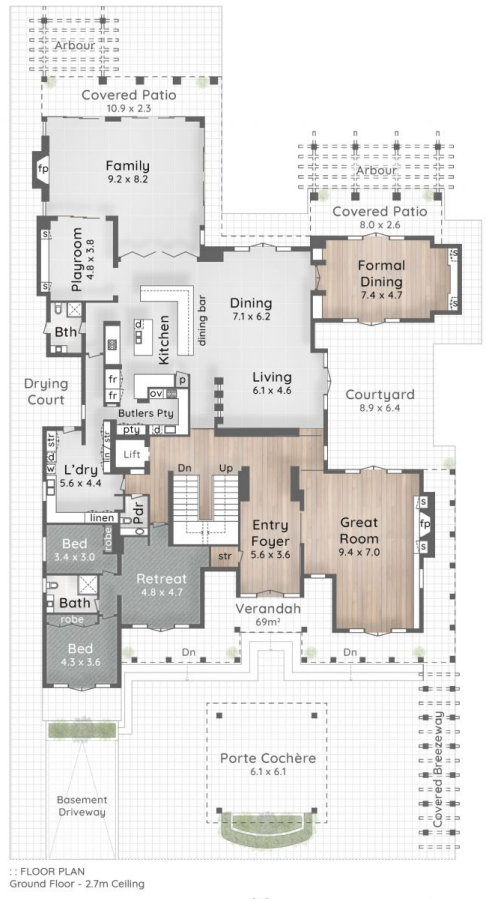 Arbour
Covered Patio
10.9 x 2.3
Family
9.2 x 8.2
fp
Arbour
Covered Patio
8.0 x 2.6
s
Playroom
4.8 x 3.8
s
Formal
Dining
7.4 x 4.7
s
s
Dining
7.1 x 6.2
dining bar
Kitchen
d
Bth
fr
fr
p
ov
Butlers Pty
pty
d
Living
6.1 x 4.6
Drying
Court
Courtyard
8.9 x 6.4
str
d
w
L'dry
5.6 x 4.4
lin / str
Lift
Dn
Up
linen
Pdr
Entry
Foyer
5.6 x 3.6
Great
Room
9.4 x 7.0
s
fp
s
Bed
3.4 x 3.0
robe
Retreat
4.8 x 4.7
str
Bath
robe
Verandah
69m²
Bed
4.3 x 3.6
Dn
Dn
Porte Cochère
6.1 x 6.1
Covered Breezeway
Basement
Driveway
: : FLOOR PLAN
Ground Floor - 2.7m Ceiling